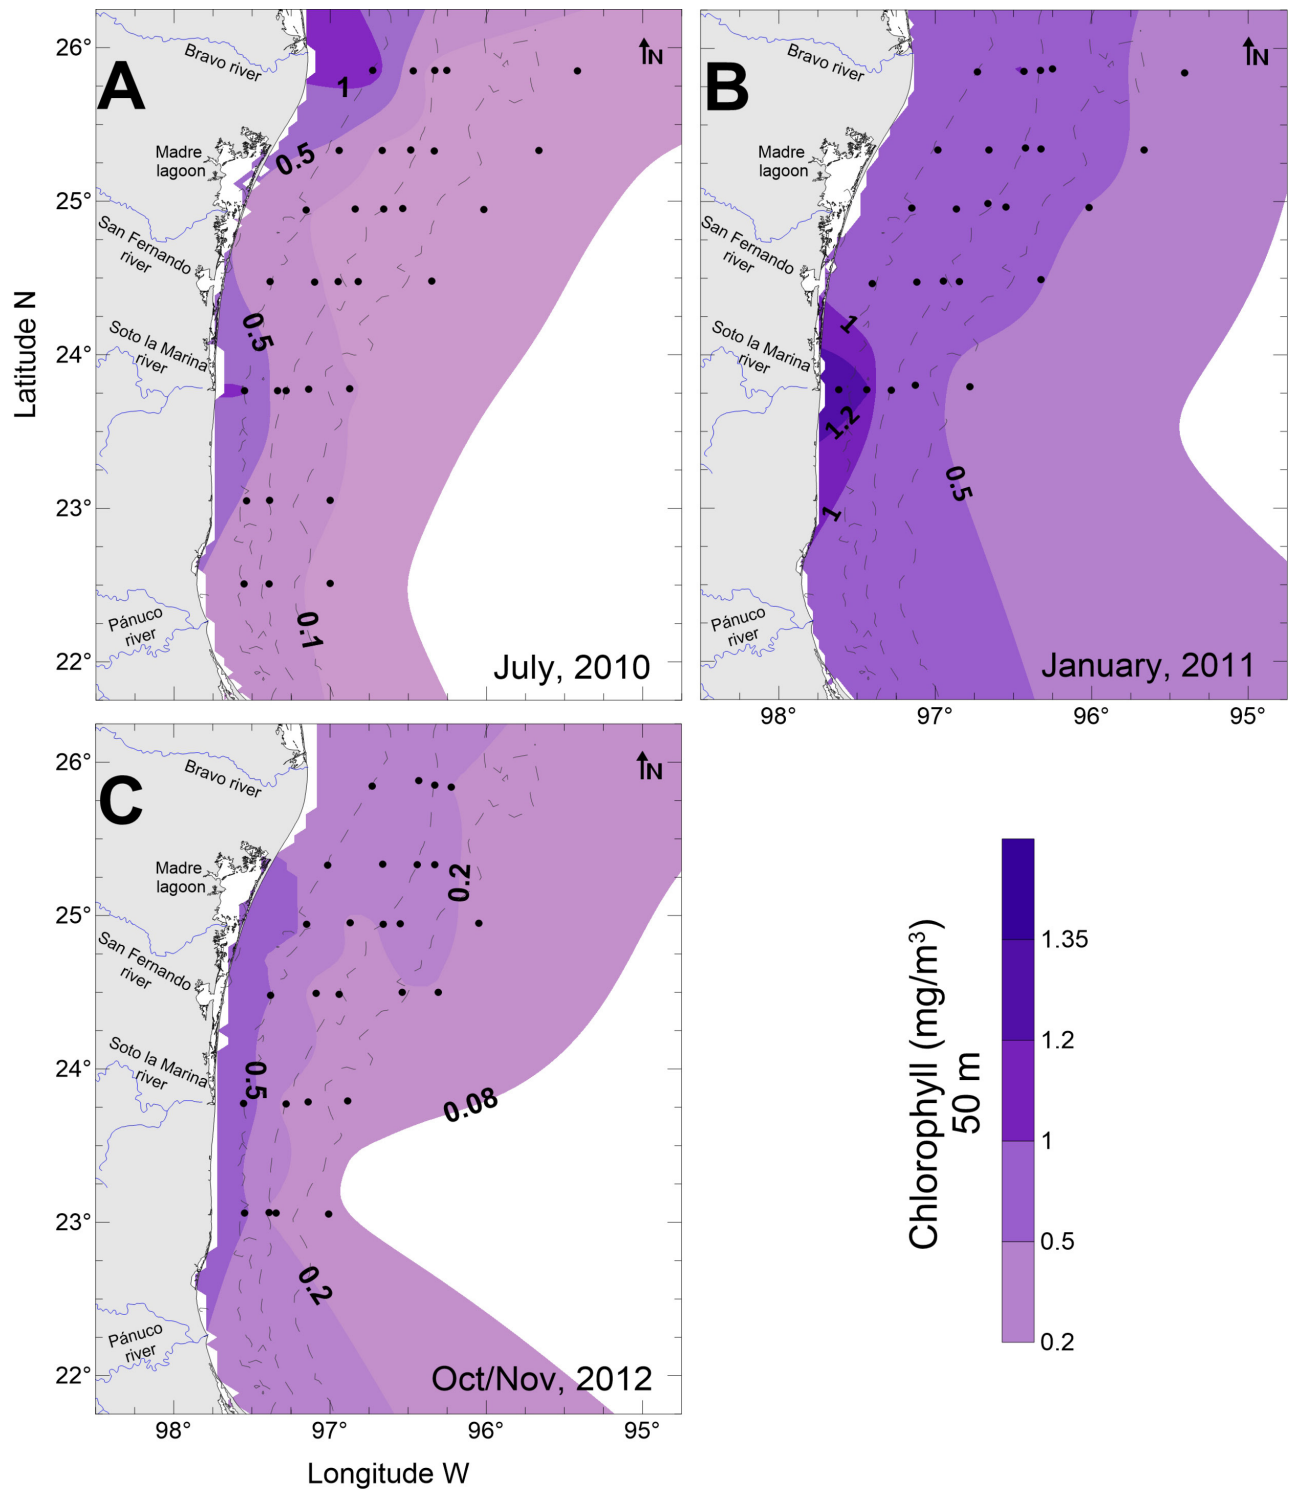 Latitude N
26°
25°
24°
23°
22°
A
Bravo river
Madre
lagoon
San Fernando
river
Soto la Marina
river
Pánuco
river
N
1
0.5
0.5
0.1
July, 2010
B
Bravo river
Madre
lagoon
San Fernando
river
Soto la Marina
river
Pánuco
river
N
1
1.2
1
0.5
January, 2011
98°
97°
96°
95°
26°
25°
24°
23°
22°
C
Bravo river
Madre
lagoon
San Fernando
river
Soto la Marina
river
Pánuco
river
N
0.2
0.5
0.08
0.2
Oct/Nov, 2012
98°
97°
96°
95°
Longitude W
Chlorophyll (mg/m³)
50 m
1.35
1.2
1
0.5
0.2